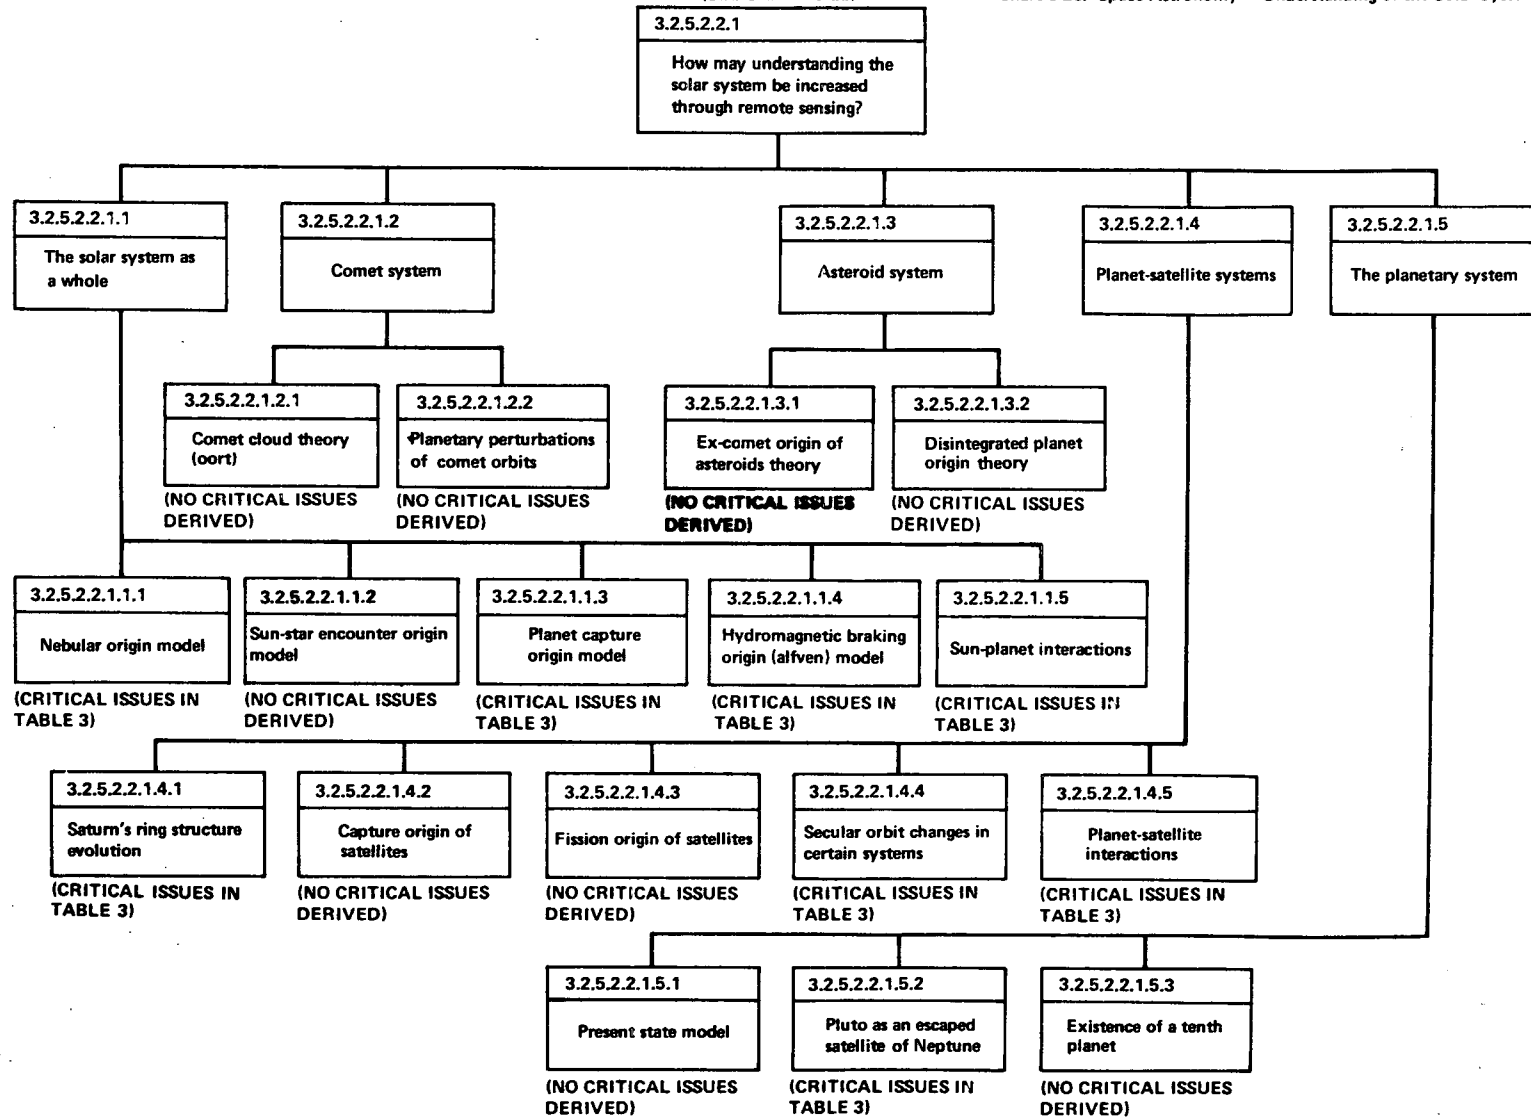 3.2.5.2.2.1
How may understanding the
solar system be increased
through remote sensing?
3.2.5.2.2.1.1
The solar system as
a whole
3.2.5.2.2.1.2
Comet system
3.2.5.2.2.1.3
Asteroid system
3.2.5.2.2.1.4
Planet-satellite systems
3.2.5.2.2.1.5
The planetary system
3.2.5.2.2.1.2.1
Comet cloud theory
(oort)
(NO CRITICAL ISSUES
DERIVED)
3.2.5.2.2.1.2.2
Planetary perturbations
of comet orbits
(NO CRITICAL ISSUES
DERIVED)
3.2.5.2.2.1.3.1
Ex-comet origin of
asteroids theory
(NO CRITICAL ISSUES
DERIVED)
3.2.5.2.2.1.3.2
Disintegrated planet
origin theory
(NO CRITICAL ISSUES
DERIVED)
3.2.5.2.2.1.1.1
Nebular origin model
(CRITICAL ISSUES IN
TABLE 3)
3.2.5.2.2.1.1.2
Sun-star encounter origin
model
(NO CRITICAL ISSUES
DERIVED)
3.2.5.2.2.1.1.3
Planet capture
origin model
(CRITICAL ISSUES IN
TABLE 3)
3.2.5.2.2.1.1.4
Hydromagnetic braking
origin (alfven) model
(CRITICAL ISSUES IN
TABLE 3)
3.2.5.2.2.1.1.5
Sun-planet interactions
(CRITICAL ISSUES IN
TABLE 3)
3.2.5.2.2.1.4.1
Saturn's ring structure
evolution
(CRITICAL ISSUES IN
TABLE 3)
3.2.5.2.2.1.4.2
Capture origin of
satellites
(NO CRITICAL ISSUES
DERIVED)
3.2.5.2.2.1.4.3
Fission origin of satellites
(NO CRITICAL ISSUES
DERIVED)
3.2.5.2.2.1.4.4
Secular orbit changes in
certain systems
(CRITICAL ISSUES IN
TABLE 3)
3.2.5.2.2.1.4.5
Planet-satellite
interactions
(CRITICAL ISSUES IN
TABLE 3)
3.2.5.2.2.1.5.1
Present state model
(NO CRITICAL ISSUES
DERIVED)
3.2.5.2.2.1.5.2
Pluto as an escaped
satellite of Neptune
(CRITICAL ISSUES IN
TABLE 3)
3.2.5.2.2.1.5.3
Existence of a tenth
planet
(NO CRITICAL ISSUES
DERIVED)